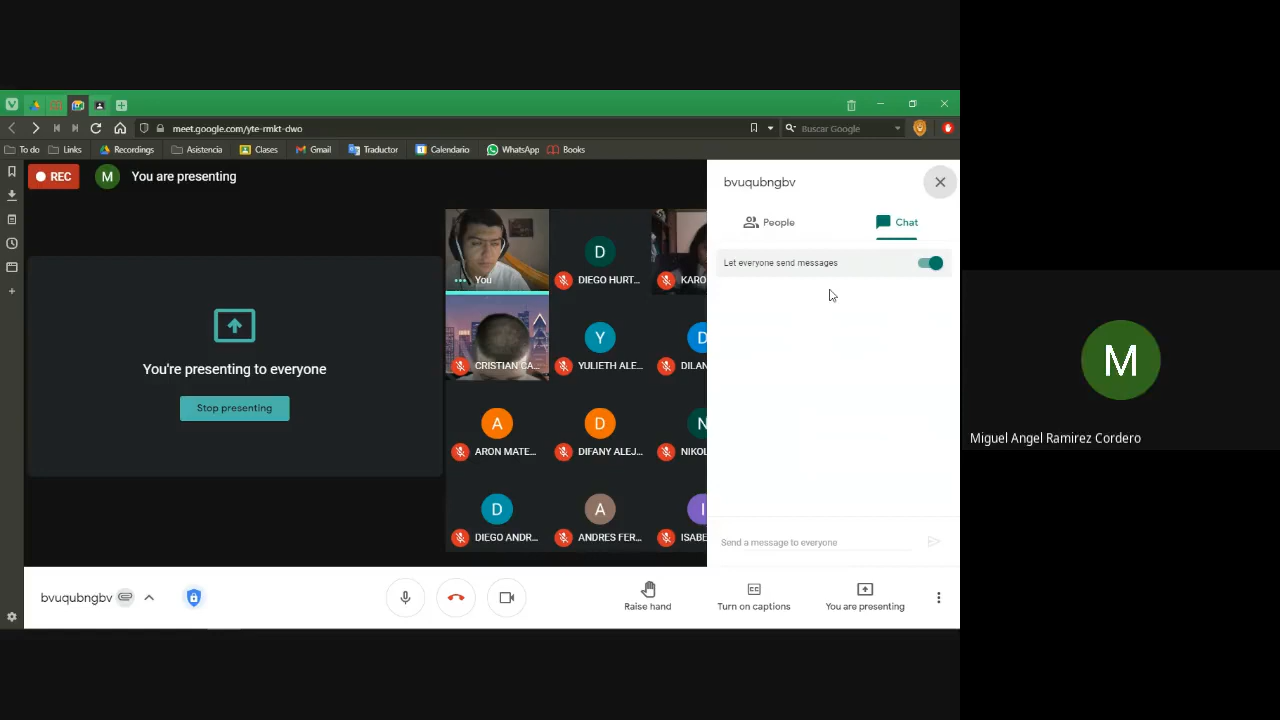 meet.google.com/yte-rmkt-dwo
Buscar Google
To do Links Recordings Asistencia Clases Gmail Traductor Calendario WhatsApp Books
REC M You are presenting
bvuqubngbv
People Chat
Let everyone send messages
You
D
DIEGO HURT...
KARO
You're presenting to everyone
Stop presenting
CRISTIAN CA...
Y
YULIETH ALE...
D
DILAN
A
ARON MATE...
D
DIFANY ALEJ...
N
NIKOL
D
DIEGO ANDR...
A
ANDRES FER...
I
ISABE
Send a message to everyone
bvuqubngbv
Raise hand
CC
Turn on captions
You are presenting
M
Miguel Angel Ramirez Cordero